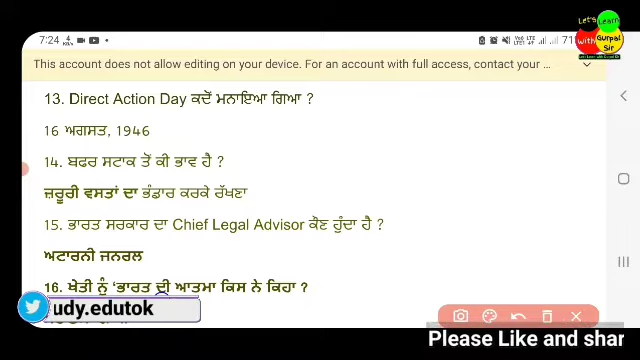 7:24
Let's Learn
with Gurpal Sir
71
This account does not allow editing on your device. For an account with full access, contact your ...
13. Direct Action Day ਕਦੋਂ ਮਨਾਇਆ ਗਿਆ ?
16 ਅਗਸਤ, 1946
14. ਬਫਰ ਸਟਾਕ ਤੋਂ ਕੀ ਭਾਵ ਹੈ ?
ਜ਼ਰੂਰੀ ਵਸਤਾਂ ਦਾ ਭੰਡਾਰ ਕਰਕੇ ਰੱਖਣਾ
15. ਭਾਰਤ ਸਰਕਾਰ ਦਾ Chief Legal Advisor ਕੌਣ ਹੁੰਦਾ ਹੈ ?
ਅਟਾਰਨੀ ਜਨਰਲ
16. ਖੇਤੀ ਨੂੰ ‘ਭਾਰਤ ਦੀ ਆਤਮਾ ਕਿਸ ਨੇ ਕਿਹਾ ?
udy.edutok
Please Like and shar